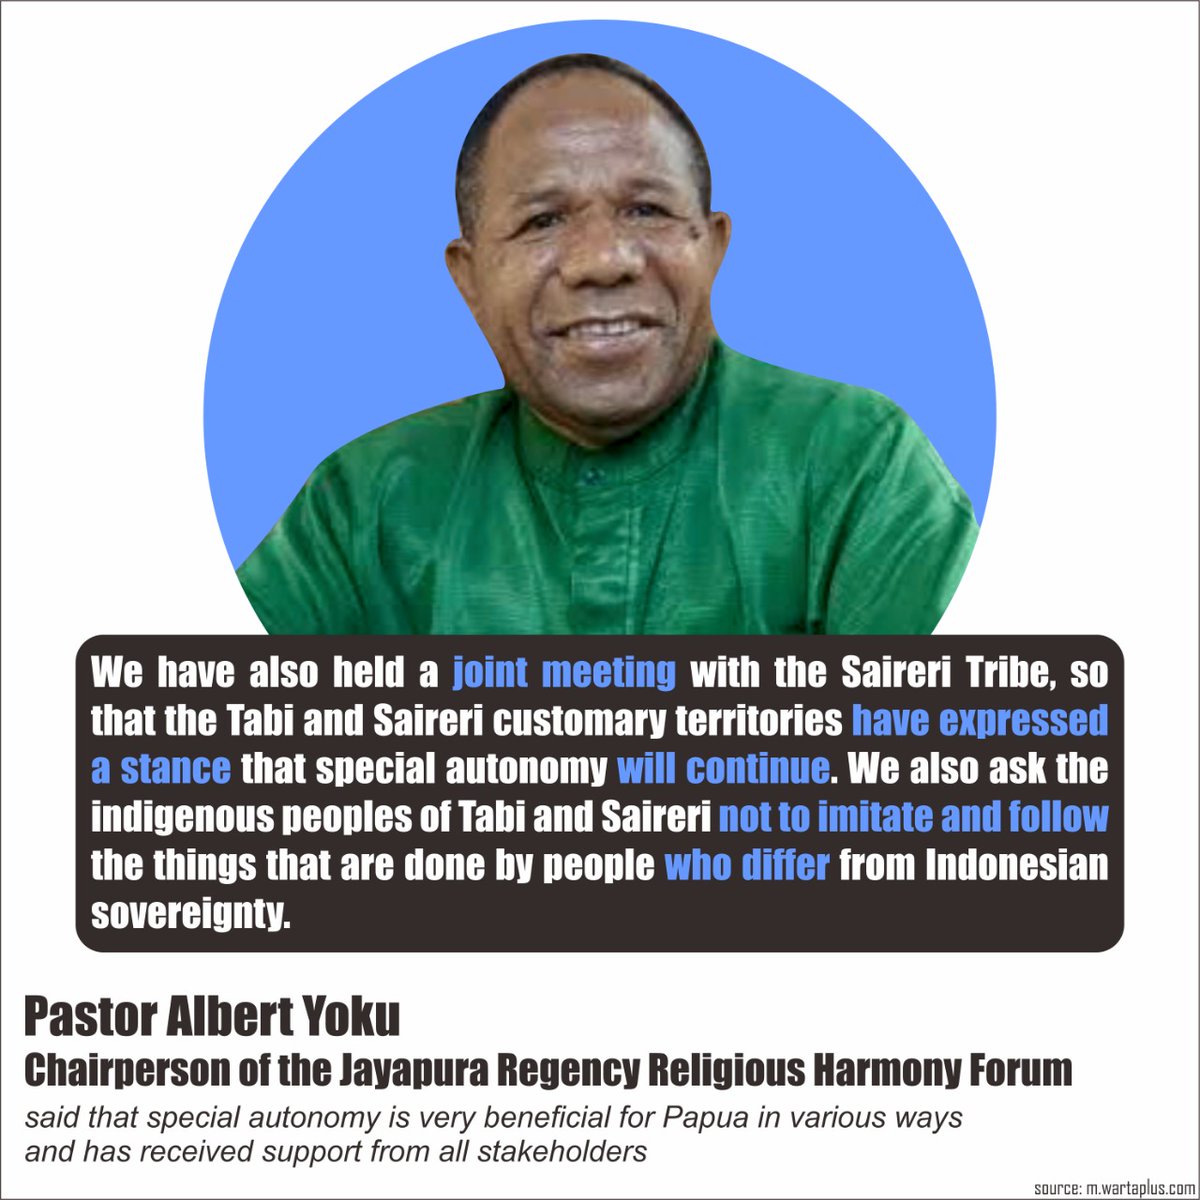 We have also held a joint meeting with the Saireri Tribe, so
that the Tabi and Saireri customary territories have expressed
a stance that special autonomy will continue. We also ask the
indigenous peoples of Tabi and Saireri not to imitate and follow
the things that are done by people who differ from Indonesian
sovereignty.
Pastor Albert Yoku
Chairperson of the Jayapura Regency Religious Harmony Forum
said that special autonomy is very beneficial for Papua in various ways
and has received support from all stakeholders
source: m.wartaplus.com